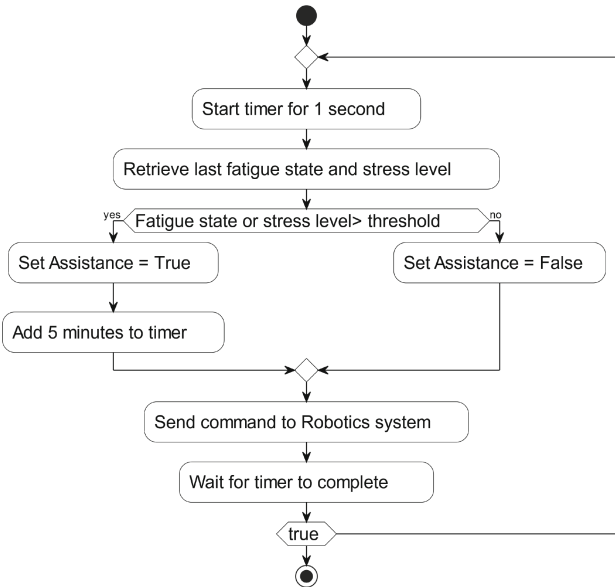 Start timer for 1 second
Retrieve last fatigue state and stress level
yes
Fatigue state or stress level> threshold
no
Set Assistance = True
Set Assistance = False
Add 5 minutes to timer
Send command to Robotics system
Wait for timer to complete
true